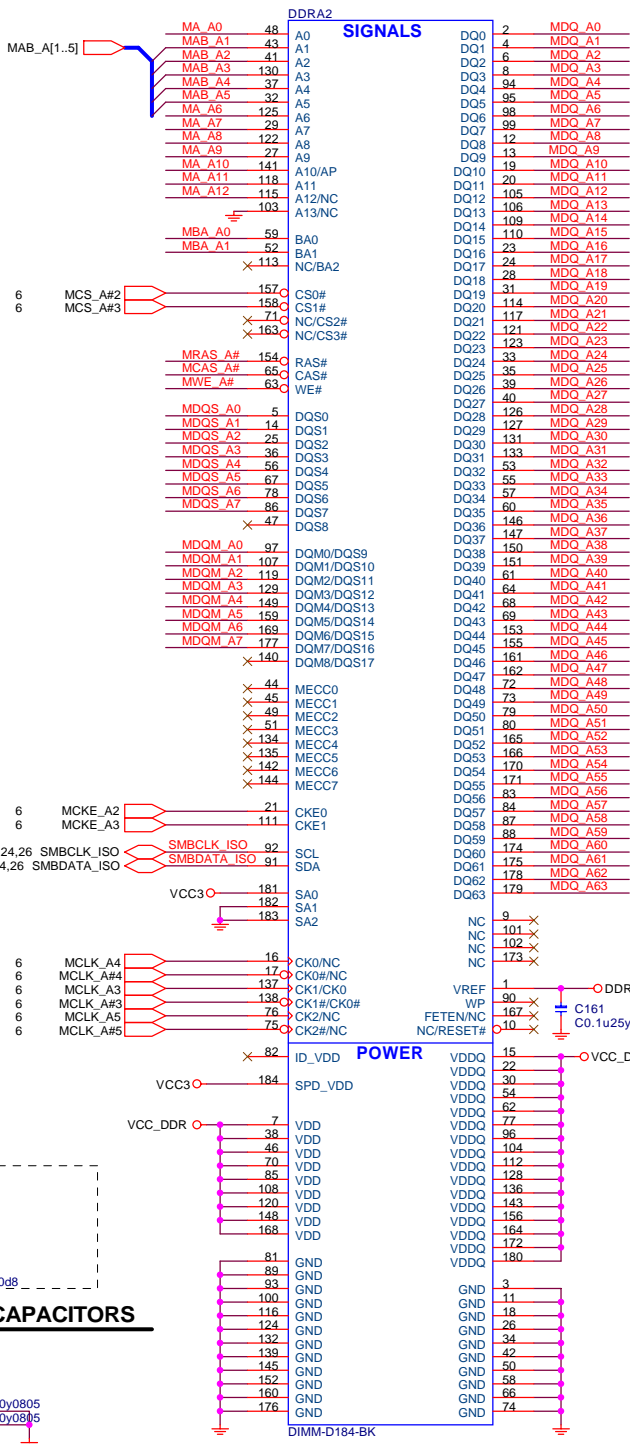 DDRA2
SIGNALS
MAB_A[1..5]
MA_A0 48 A0
MAB_A1 43 A1
MAB_A2 41 A2
MAB_A3 130 A3
MAB_A4 37 A4
MAB_A5 32 A5
MA_A6 125 A6
MA_A7 29 A7
MA_A8 122 A8
MA_A9 27 A9
MA_A10 141 A10/AP
MA_A11 118 A11
MA_A12 115 A12/NC
103 A13/NC
MBA_A0 59 BA0
MBA_A1 52 BA1
113 NC/BA2
6 MCS_A#2 157 CS0#
6 MCS_A#3 158 CS1#
71 NC/CS2#
163 NC/CS3#
MRAS_A# 154 RAS#
MCAS_A# 65 CAS#
MWE_A# 63 WE#
MDQS_A0 5 DQS0
MDQS_A1 14 DQS1
MDQS_A2 25 DQS2
MDQS_A3 36 DQS3
MDQS_A4 56 DQS4
MDQS_A5 67 DQS5
MDQS_A6 78 DQS6
MDQS_A7 86 DQS7
47 DQS8
MDQM_A0 97 DQM0/DQS9
MDQM_A1 107 DQM1/DQS10
MDQM_A2 119 DQM2/DQS11
MDQM_A3 129 DQM3/DQS12
MDQM_A4 149 DQM4/DQS13
MDQM_A5 159 DQM5/DQS14
MDQM_A6 169 DQM6/DQS15
MDQM_A7 177 DQM7/DQS16
140 DQM8/DQS17
44 MECC0
45 MECC1
49 MECC2
51 MECC3
134 MECC4
135 MECC5
142 MECC6
144 MECC7
6 MCKE_A2 21 CKE0
6 MCKE_A3 111 CKE1
24,26 SMBCLK_ISO SMBCLK_ISO 92 SCL
4,26 SMBDATA_ISO SMBDATA_ISO 91 SDA
VCC3 181 SA0
182 SA1
183 SA2
6 MCLK_A4 16 CK0/NC
6 MCLK_A#4 17 CK0#/NC
6 MCLK_A3 137 CK1/CK0
6 MCLK_A#3 138 CK1#/CK0#
6 MCLK_A5 76 CK2/NC
6 MCLK_A#5 75 CK2#/NC
DQ0 2 MDQ_A0
DQ1 4 MDQ_A1
DQ2 6 MDQ_A2
DQ3 8 MDQ_A3
DQ4 94 MDQ_A4
DQ5 95 MDQ_A5
DQ6 98 MDQ_A6
DQ7 99 MDQ_A7
DQ8 12 MDQ_A8
DQ9 13 MDQ_A9
DQ10 19 MDQ_A10
DQ11 20 MDQ_A11
DQ12 105 MDQ_A12
DQ13 106 MDQ_A13
DQ14 109 MDQ_A14
DQ15 110 MDQ_A15
DQ16 23 MDQ_A16
DQ17 24 MDQ_A17
DQ18 28 MDQ_A18
DQ19 31 MDQ_A19
DQ20 114 MDQ_A20
DQ21 117 MDQ_A21
DQ22 121 MDQ_A22
DQ23 123 MDQ_A23
DQ24 33 MDQ_A24
DQ25 35 MDQ_A25
DQ26 39 MDQ_A26
DQ27 40 MDQ_A27
DQ28 126 MDQ_A28
DQ29 127 MDQ_A29
DQ30 131 MDQ_A30
DQ31 133 MDQ_A31
DQ32 53 MDQ_A32
DQ33 55 MDQ_A33
DQ34 57 MDQ_A34
DQ35 60 MDQ_A35
DQ36 146 MDQ_A36
DQ37 147 MDQ_A37
DQ38 150 MDQ_A38
DQ39 151 MDQ_A39
DQ40 61 MDQ_A40
DQ41 64 MDQ_A41
DQ42 68 MDQ_A42
DQ43 69 MDQ_A43
DQ44 153 MDQ_A44
DQ45 155 MDQ_A45
DQ46 161 MDQ_A46
DQ47 162 MDQ_A47
DQ48 72 MDQ_A48
DQ49 73 MDQ_A49
DQ50 79 MDQ_A50
DQ51 80 MDQ_A51
DQ52 165 MDQ_A52
DQ53 166 MDQ_A53
DQ54 170 MDQ_A54
DQ55 171 MDQ_A55
DQ56 83 MDQ_A56
DQ57 84 MDQ_A57
DQ58 87 MDQ_A58
DQ59 88 MDQ_A59
DQ60 174 MDQ_A60
DQ61 175 MDQ_A61
DQ62 178 MDQ_A62
DQ63 179 MDQ_A63
NC 9
NC 101
NC 102
NC 173
VREF 1 DDR
WP 90
FETEN/NC 167
NC/RESET# 10
C161
C0.1u25y
POWER
82 ID_VDD
VCC3 184 SPD_VDD
VCC_DDR 7 VDD
38 VDD
46 VDD
70 VDD
85 VDD
108 VDD
120 VDD
148 VDD
168 VDD
81 GND
89 GND
93 GND
100 GND
116 GND
124 GND
132 GND
139 GND
145 GND
152 GND
160 GND
176 GND
VDDQ 15 VCC_D
VDDQ 22
VDDQ 30
VDDQ 54
VDDQ 62
VDDQ 77
VDDQ 96
VDDQ 104
VDDQ 112
VDDQ 128
VDDQ 136
VDDQ 143
VDDQ 156
VDDQ 164
VDDQ 172
VDDQ 180
GND 3
GND 11
GND 18
GND 26
GND 34
GND 42
GND 50
GND 58
GND 66
GND 74
DIMM-D184-BK
0d8
CAPACITORS
0y0805
0y0805